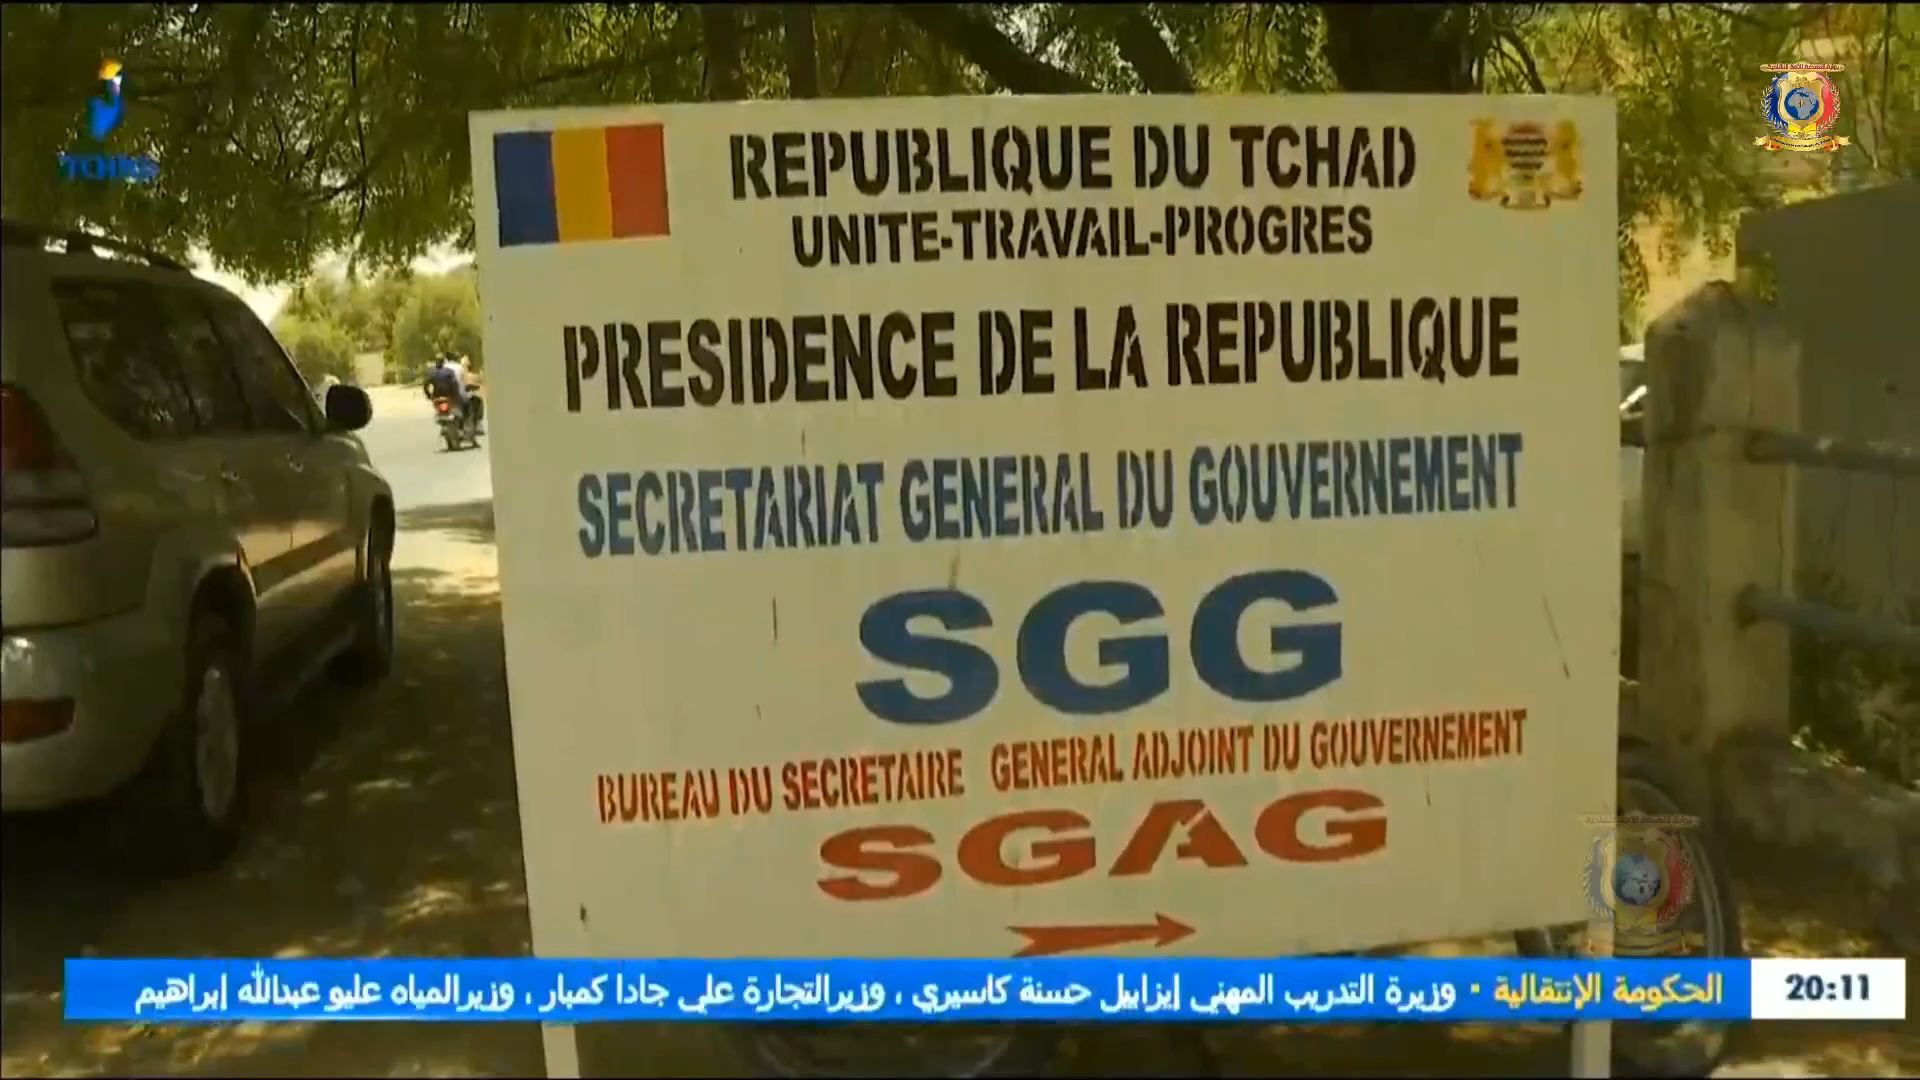 TCHAD
REPUBLIQUE DU TCHAD
UNITE-TRAVAIL-PROGRES
PRESIDENCE DE LA REPUBLIQUE
SECRETARIAT GENERAL DU GOUVERNEMENT
SGG
BUREAU DU SECRETAIRE GENERAL ADJOINT DU GOUVERNEMENT
SGAG
الحكومة الإنتقالية • وزيرة التدريب المهني إيزابيل حسنة كاسيري ، وزيرالتجارة علي جادا كمبار ، وزيرالمياه عليو عبدالله إبراهيم
20:11